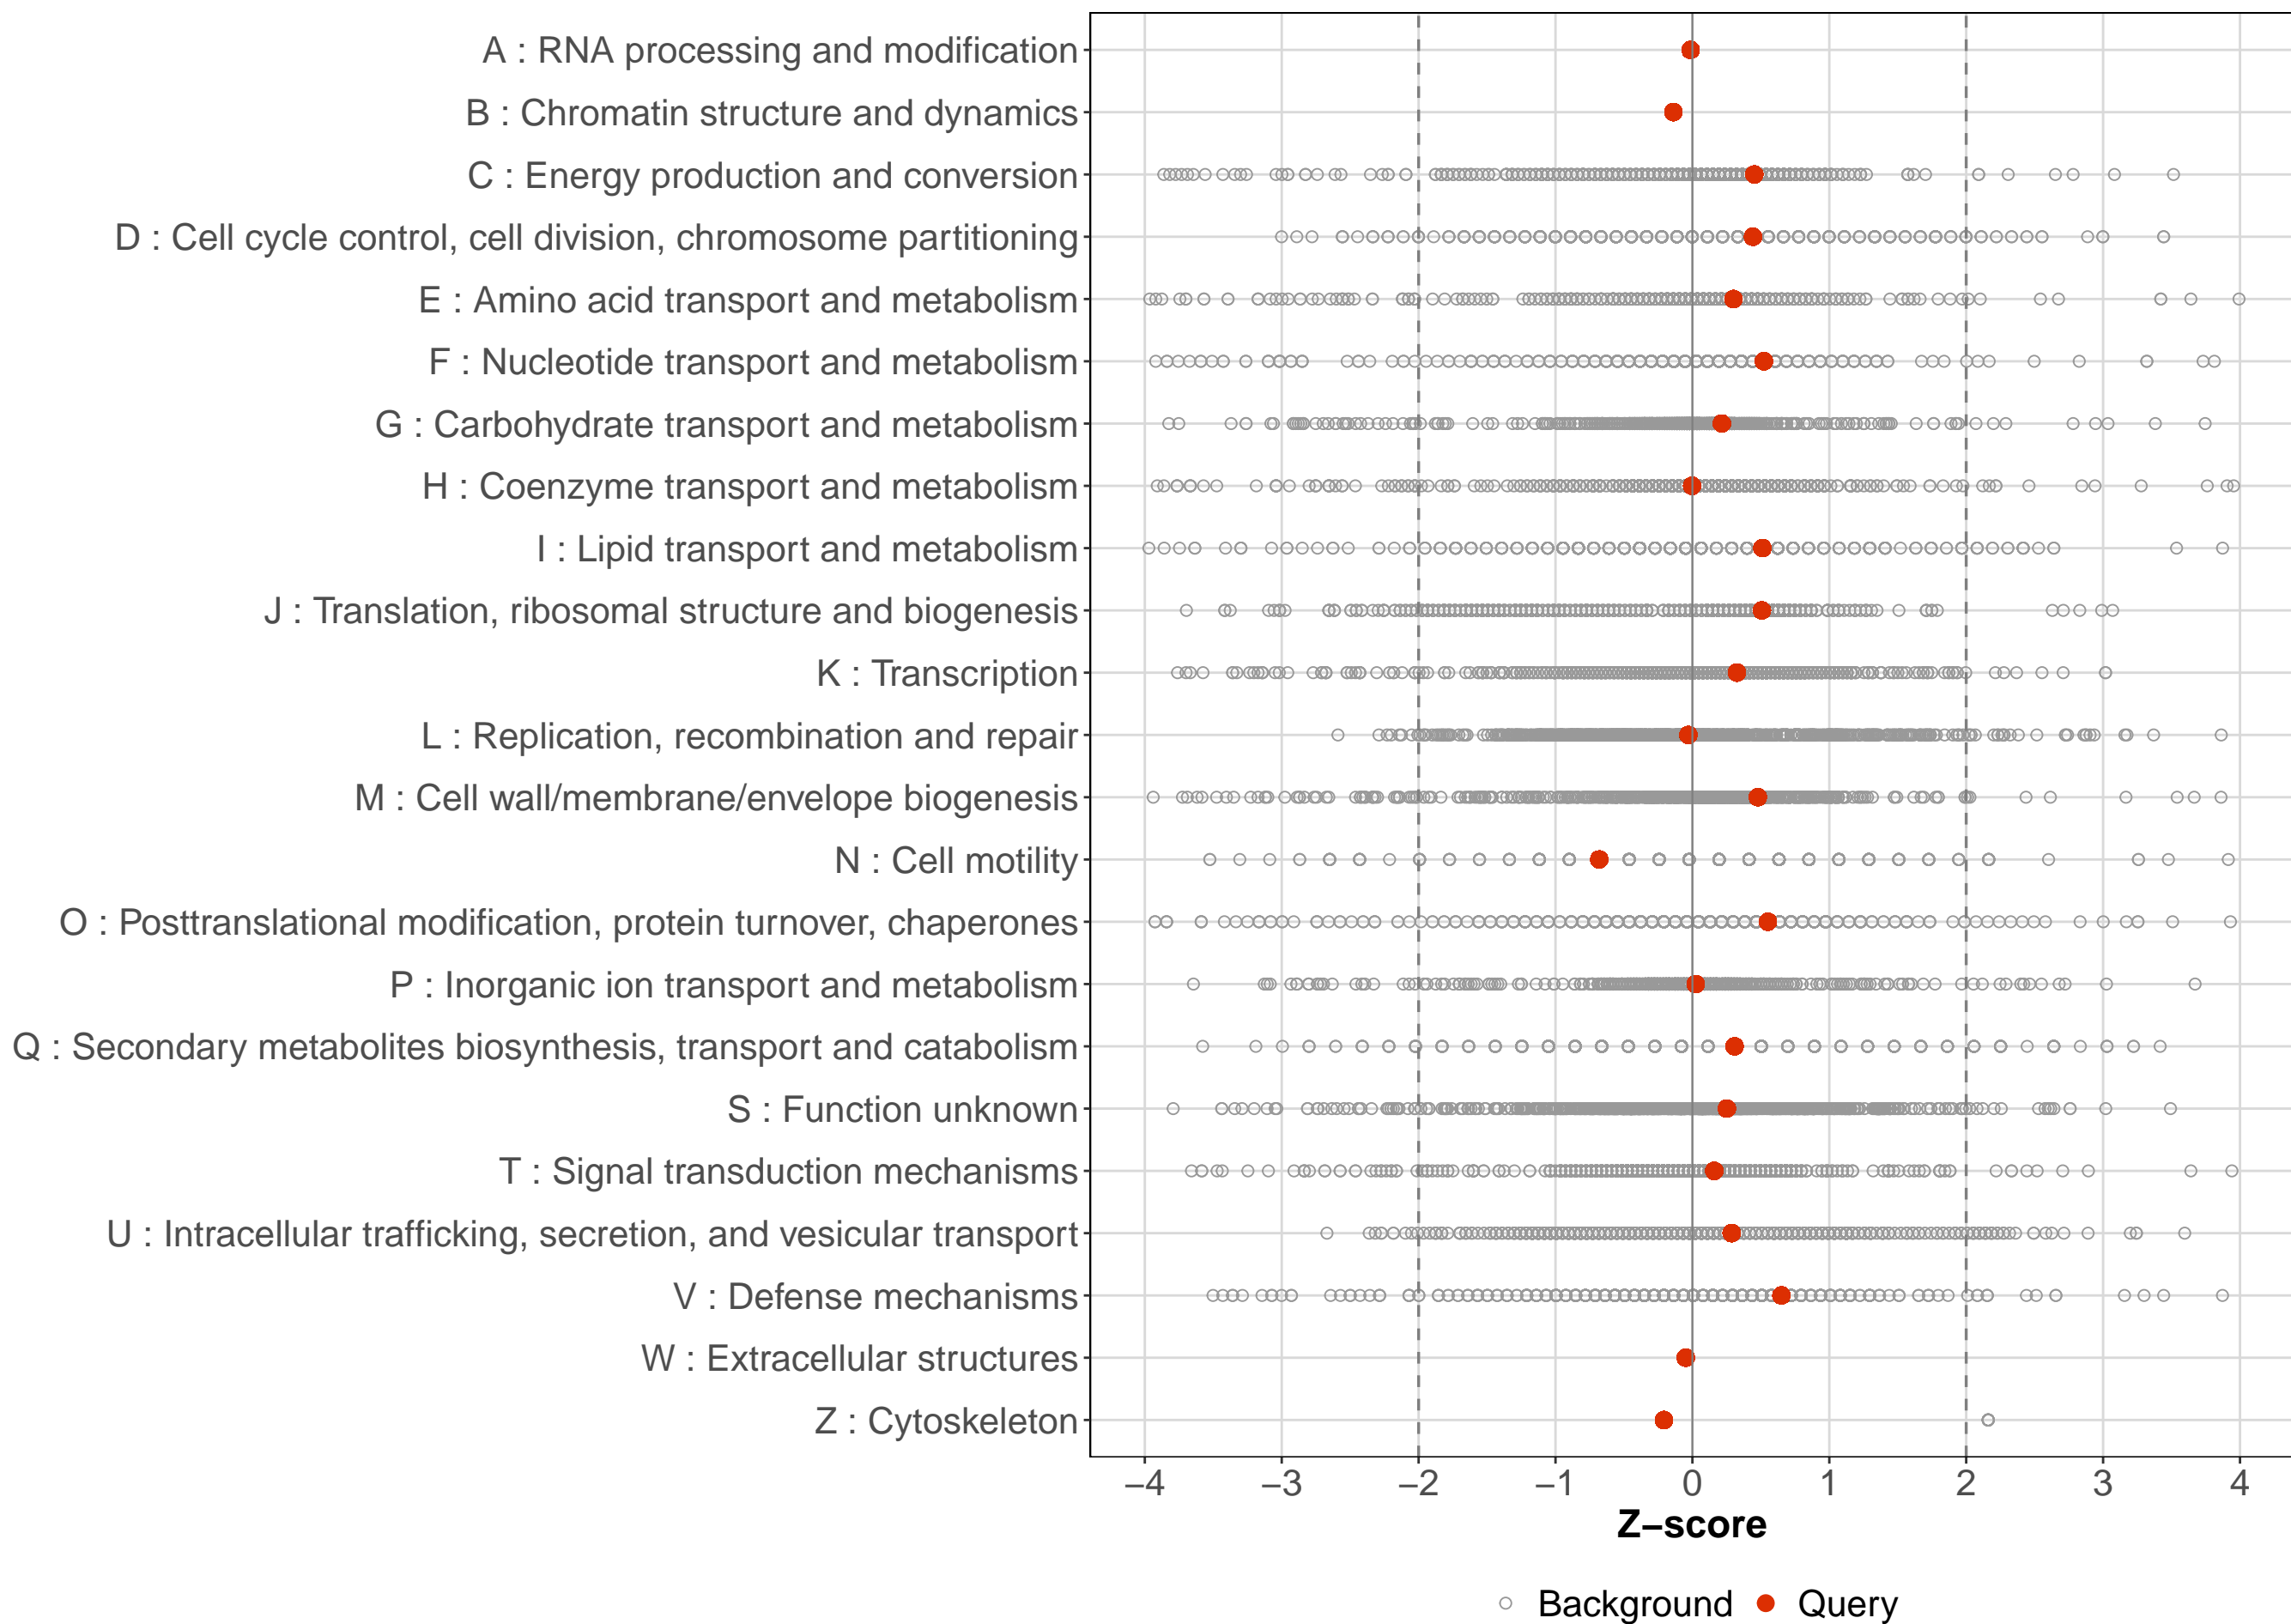 A : RNA processing and modification
B : Chromatin structure and dynamics
C : Energy production and conversion
D : Cell cycle control, cell division, chromosome partitioning
E : Amino acid transport and metabolism
F : Nucleotide transport and metabolism
G : Carbohydrate transport and metabolism
H : Coenzyme transport and metabolism
I : Lipid transport and metabolism
J : Translation, ribosomal structure and biogenesis
K : Transcription
L : Replication, recombination and repair
M : Cell wall/membrane/envelope biogenesis
N : Cell motility
O : Posttranslational modification, protein turnover, chaperones
P : Inorganic ion transport and metabolism
Q : Secondary metabolites biosynthesis, transport and catabolism
S : Function unknown
T : Signal transduction mechanisms
U : Intracellular trafficking, secretion, and vesicular transport
V : Defense mechanisms
W : Extracellular structures
Z : Cytoskeleton
−4 −3 −2 −1 0 1 2 3 4
Z−score
Background Query